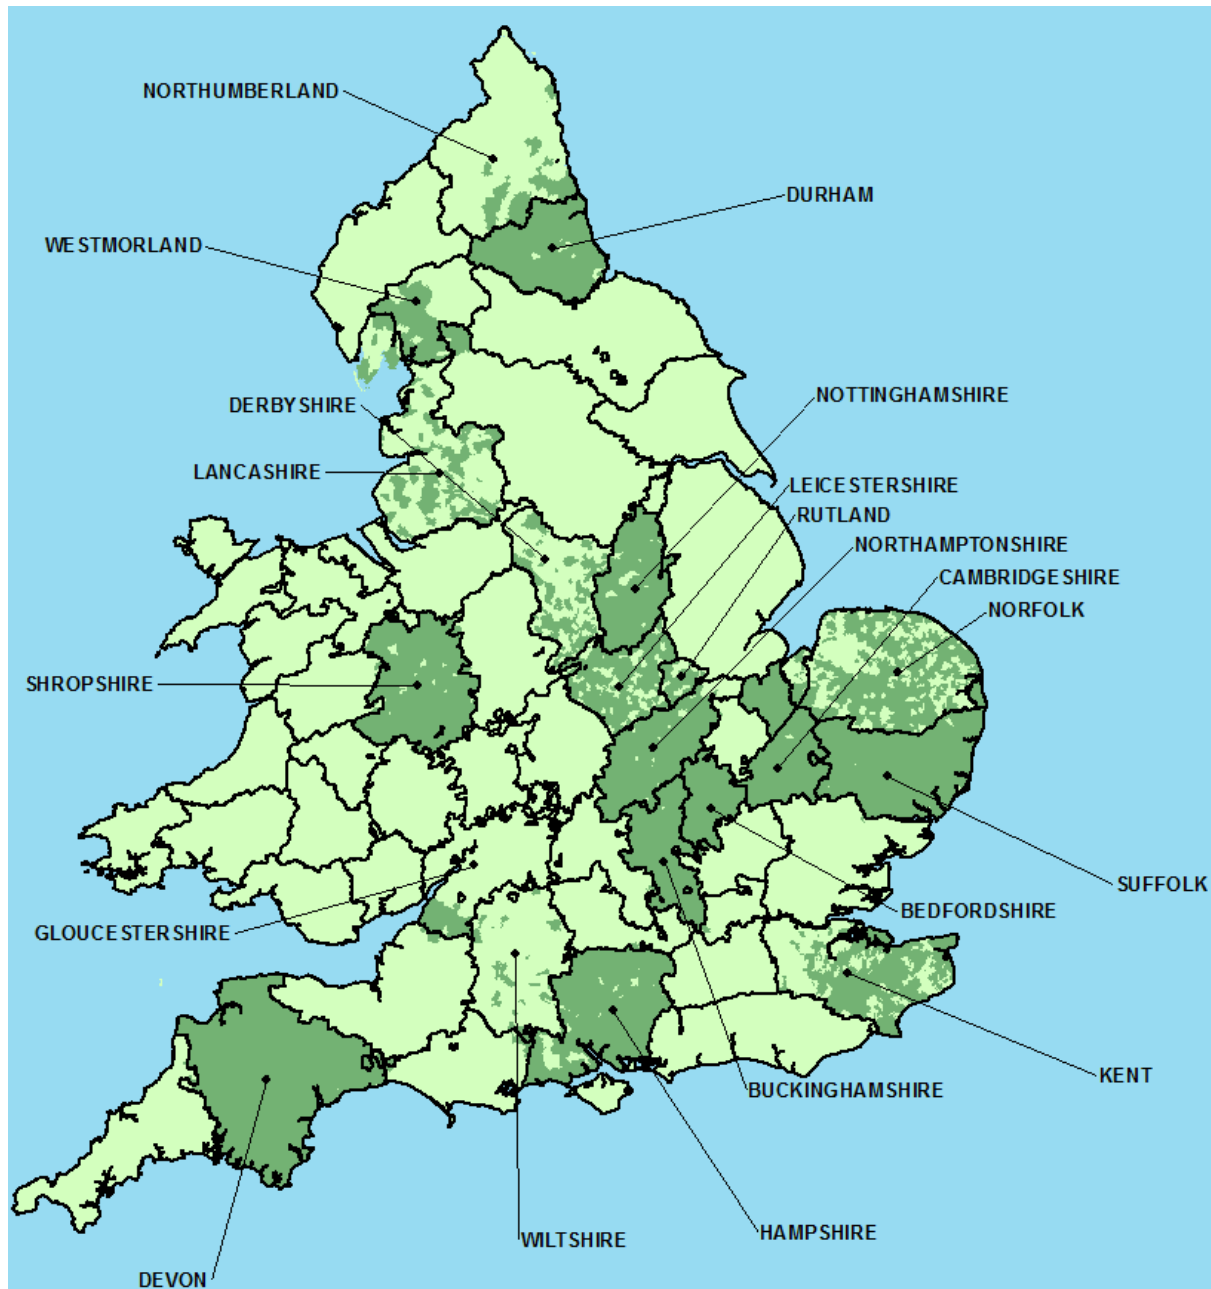 NORTHUMBERLAND
DURHAM
WESTMORLAND
NOTTINGHAMSHIRE
DERBYSHIRE
LANCASHIRE
LEICESTERSHIRE
RUTLAND
NORTHAMPTONSHIRE
CAMBRIDGESHIRE
NORFOLK
SHROPSHIRE
SUFFOLK
BEDFORDSHIRE
GLOUCESTERSHIRE
KENT
BUCKINGHAMSHIRE
HAMPSHIRE
WILTSHIRE
DEVON